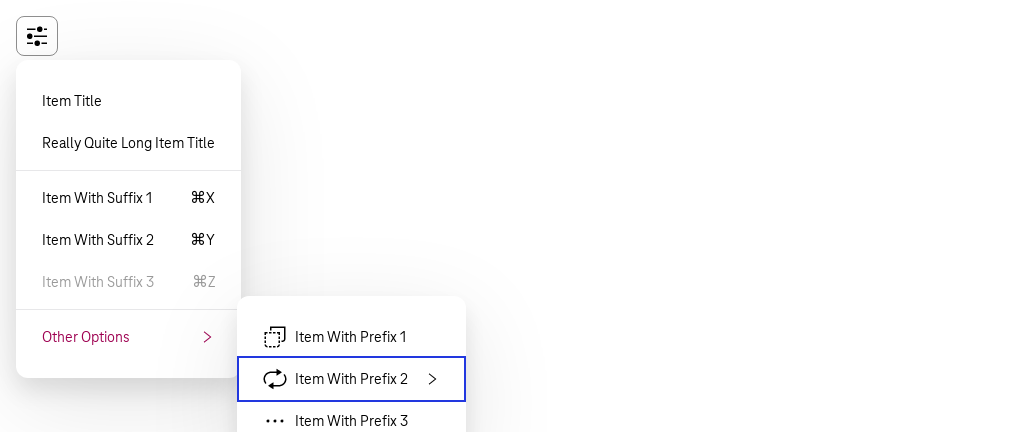 Item Title
Really Quite Long Item Title
Item With Suffix 1 ⌘X
Item With Suffix 2 ⌘Y
Item With Suffix 3 ⌘Z
Other Options
Item With Prefix 1
Item With Prefix 2
Item With Prefix 3